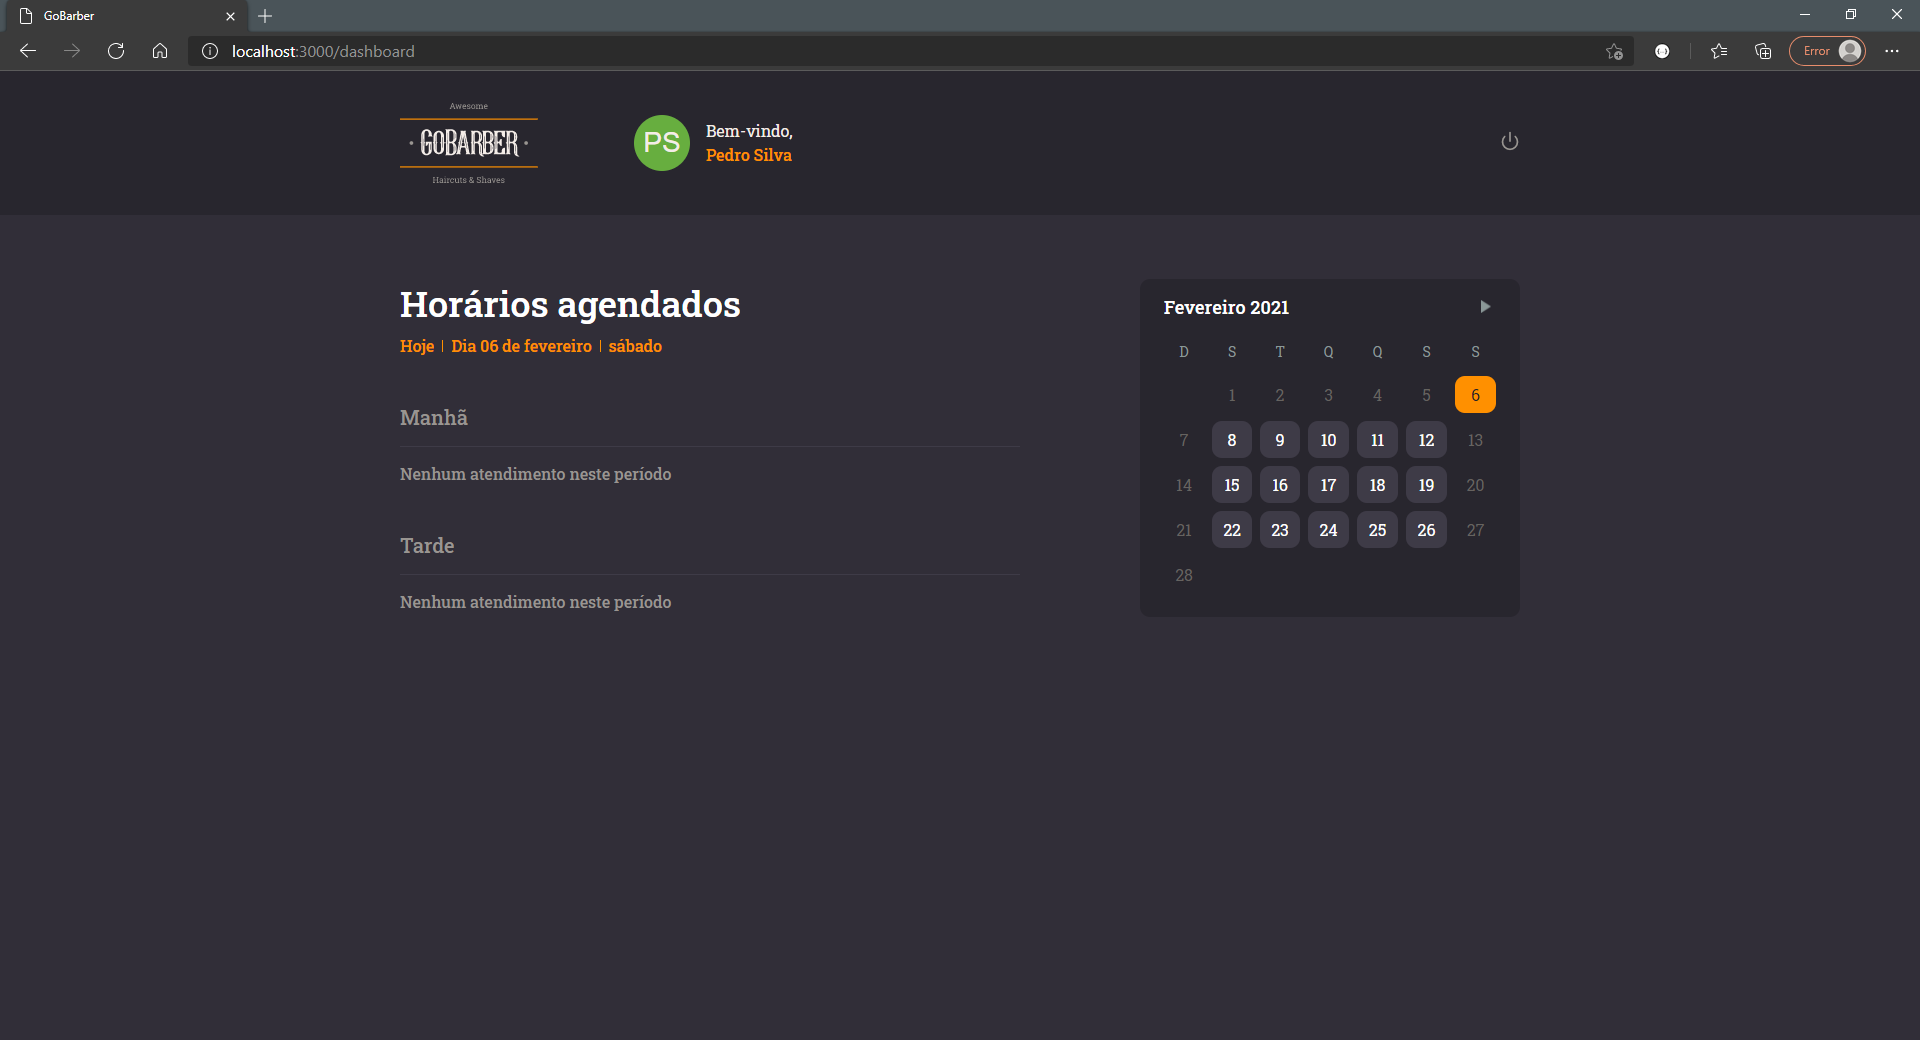 GoBarber
localhost:3000/dashboard
Error
Awesome
GOBARBER
Haircuts & Shaves
PS
Bem-vindo,
Pedro Silva
Horários agendados
Hoje | Dia 06 de fevereiro | sábado
Manhã
Nenhum atendimento neste período
Tarde
Nenhum atendimento neste período
Fevereiro 2021
D S T Q Q S S
1 2 3 4 5 6
7 8 9 10 11 12 13
14 15 16 17 18 19 20
21 22 23 24 25 26 27
28